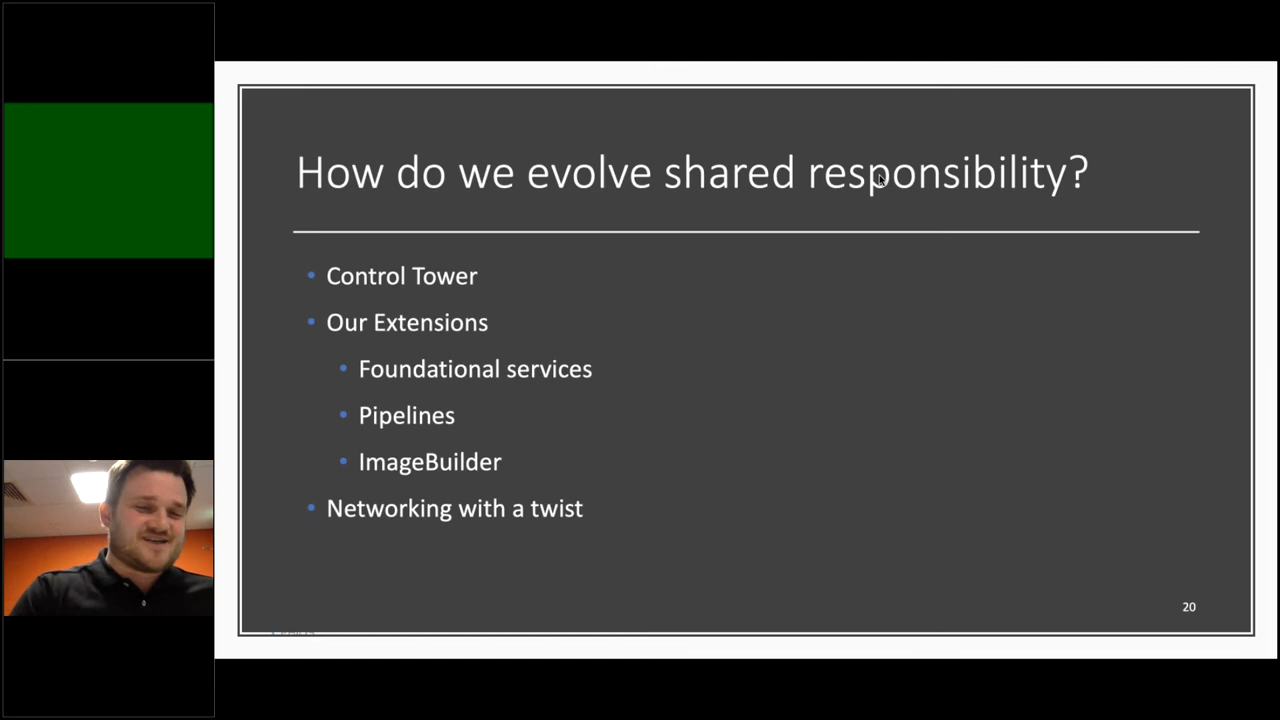 How do we evolve shared responsibility?
Control Tower
Our Extensions
Foundational services
Pipelines
ImageBuilder
Networking with a twist
20